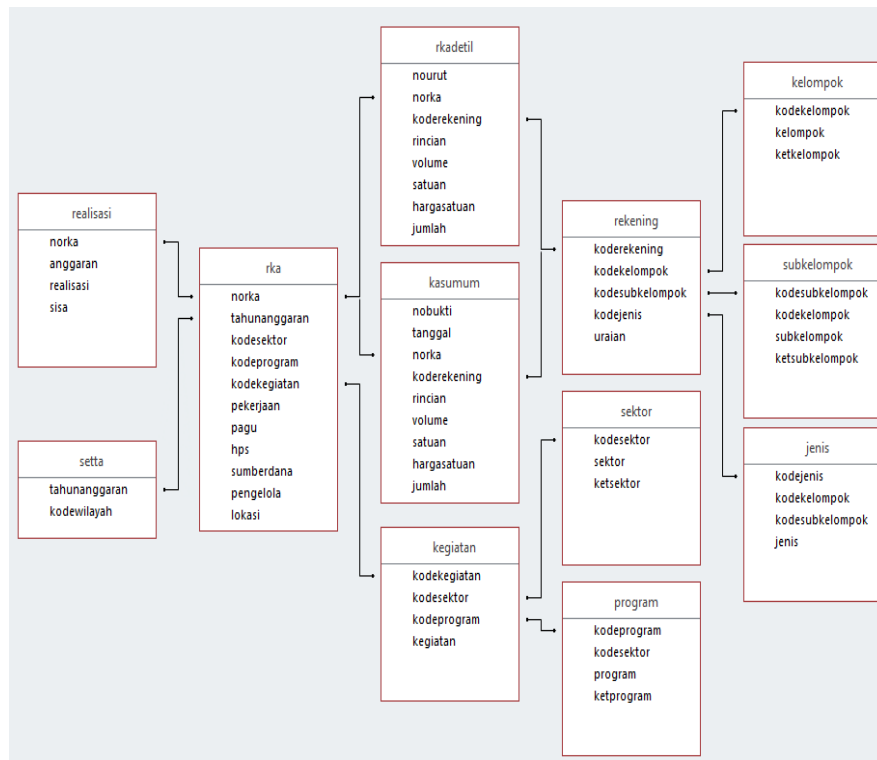 rkadetil
nourut
norka
koderekening
rincian
volume
satuan
hargasatuan
jumlah
kelompok
kodekelompok
kelompok
ketkelompok
realisasi
norka
anggaran
realisasi
sisa
rka
norka
tahunanggaran
kodesektor
kodeprogram
kodekegiatan
pekerjaan
pagu
hps
sumberdana
pengelola
lokasi
rekening
koderekening
kodekelompok
kodesubkelompok
kodejenis
uraian
subkelompok
kodesubkelompok
kodekelompok
subkelompok
ketsubkelompok
kasumum
nobukti
tanggal
norka
koderekening
rincian
volume
satuan
hargasatuan
jumlah
sektor
kodesektor
sektor
ketsektor
setta
tahunanggaran
kodewilayah
jenis
kodejenis
kodekelompok
kodesubkelompok
jenis
kegiatan
kodekegiatan
kodesektor
kodeprogram
kegiatan
program
kodeprogram
kodesektor
program
ketprogram